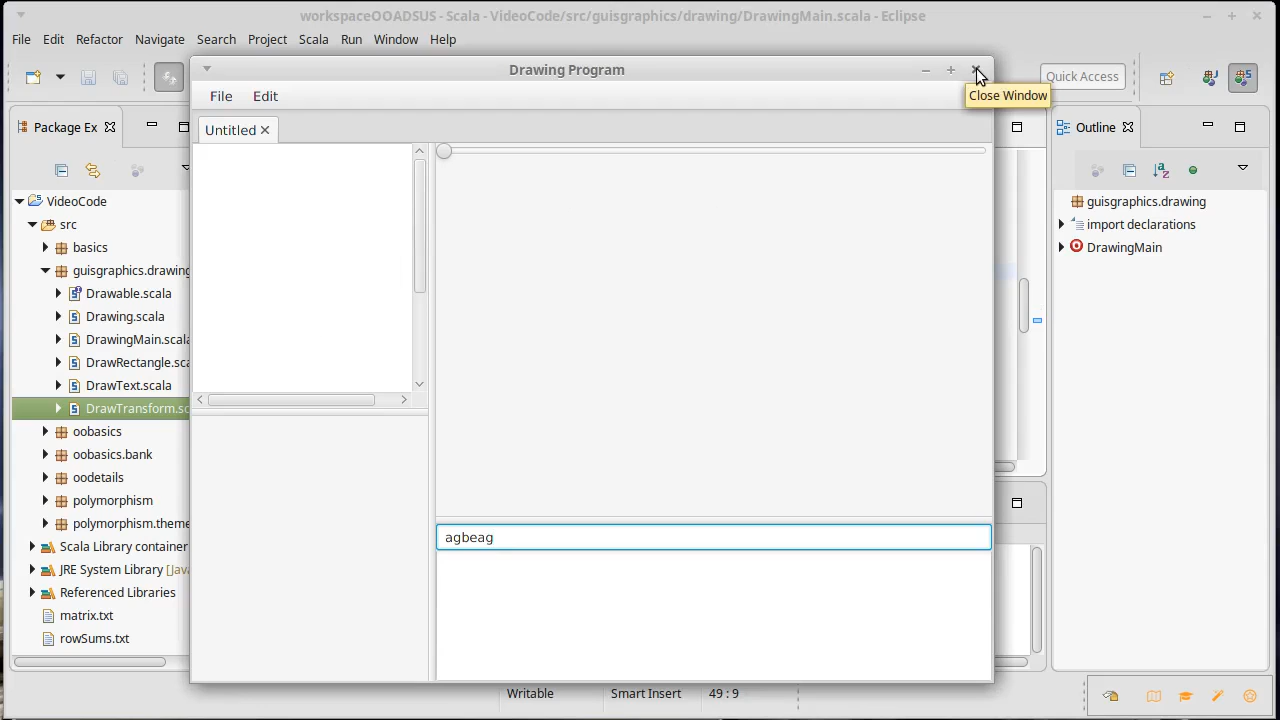 workspaceOOADSUS - Scala - VideoCode/src/guisgraphics/drawing/DrawingMain.scala - Eclipse
File Edit Refactor Navigate Search Project Scala Run Window Help
Quick Access
Drawing Program
Close Window
File Edit
Untitled
agbeag
Package Ex
VideoCode
src
basics
guisgraphics.drawing
Drawable.scala
Drawing.scala
DrawingMain.scala
DrawRectangle.sca
DrawText.scala
DrawTransform.sc
oobasics
oobasics.bank
oodetails
polymorphism
polymorphism.theme
Scala Library container
JRE System Library [Java
Referenced Libraries
matrix.txt
rowSums.txt
Outline
guisgraphics.drawing
import declarations
DrawingMain
Writable Smart Insert 49 : 9